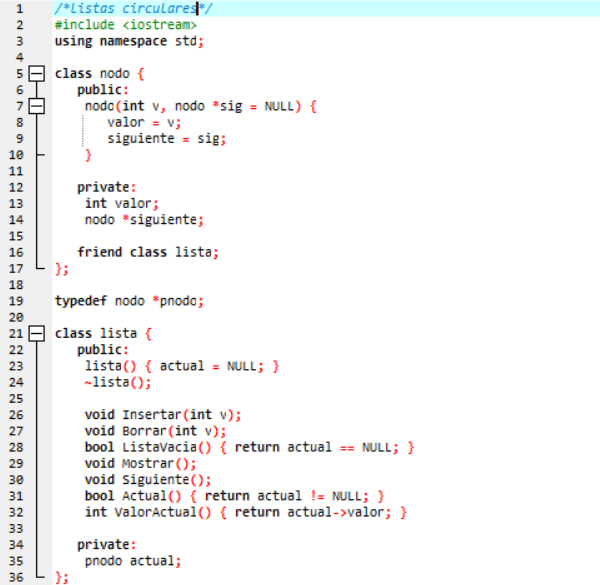 1 /*listas circulares*/
2 #include <iostream>
3 using namespace std;
4
5 class nodo {
6 public:
7 nodo(int v, nodo *sig = NULL) {
8 valor = v;
9 siguiente = sig;
10 }
11
12 private:
13 int valor;
14 nodo *siguiente;
15
16 friend class lista;
17 };
18
19 typedef nodo *pnodo;
20
21 class lista {
22 public:
23 lista() { actual = NULL; }
24 ~lista();
25
26 void Insertar(int v);
27 void Borrar(int v);
28 bool ListaVacia() { return actual == NULL; }
29 void Mostrar();
30 void Siguiente();
31 bool Actual() { return actual != NULL; }
32 int ValorActual() { return actual->valor; }
33
34 private:
35 pnodo actual;
36 };